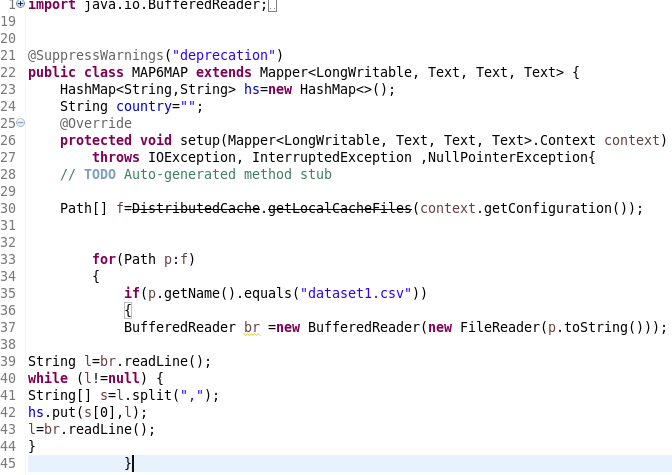 1 import java.io.BufferedReader;
19
20
21 @SuppressWarnings("deprecation")
22 public class MAP6MAP extends Mapper<LongWritable, Text, Text, Text> {
23 HashMap<String,String> hs=new HashMap<>();
24 String country="";
25 @Override
26 protected void setup(Mapper<LongWritable, Text, Text, Text>.Context context)
27 throws IOException, InterruptedException ,NullPointerException{
28 // TODO Auto-generated method stub
29
30 Path[] f=DistributedCache.getLocalCacheFiles(context.getConfiguration());
31
32
33 for(Path p:f)
34 {
35 if(p.getName().equals("dataset1.csv"))
36 {
37 BufferedReader br =new BufferedReader(new FileReader(p.toString()));
38
39 String l=br.readLine();
40 while (l!=null) {
41 String[] s=l.split(",");
42 hs.put(s[0],l);
43 l=br.readLine();
44 }
45 }